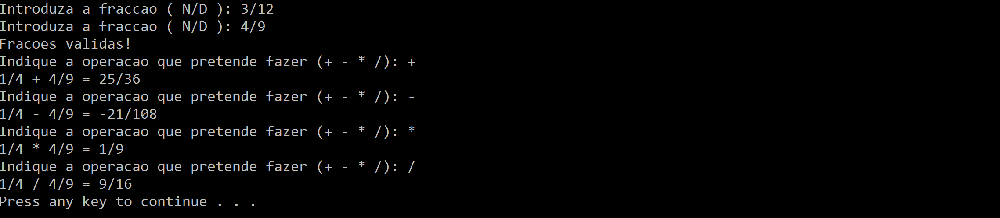 Introduza a fraccao ( N/D ): 3/12
Introduza a fraccao ( N/D ): 4/9
Fracoes validas!
Indique a operacao que pretende fazer (+ - * /): +
1/4 + 4/9 = 25/36
Indique a operacao que pretende fazer (+ - * /): -
1/4 - 4/9 = -21/108
Indique a operacao que pretende fazer (+ - * /): *
1/4 * 4/9 = 1/9
Indique a operacao que pretende fazer (+ - * /): /
1/4 / 4/9 = 9/16
Press any key to continue . . .